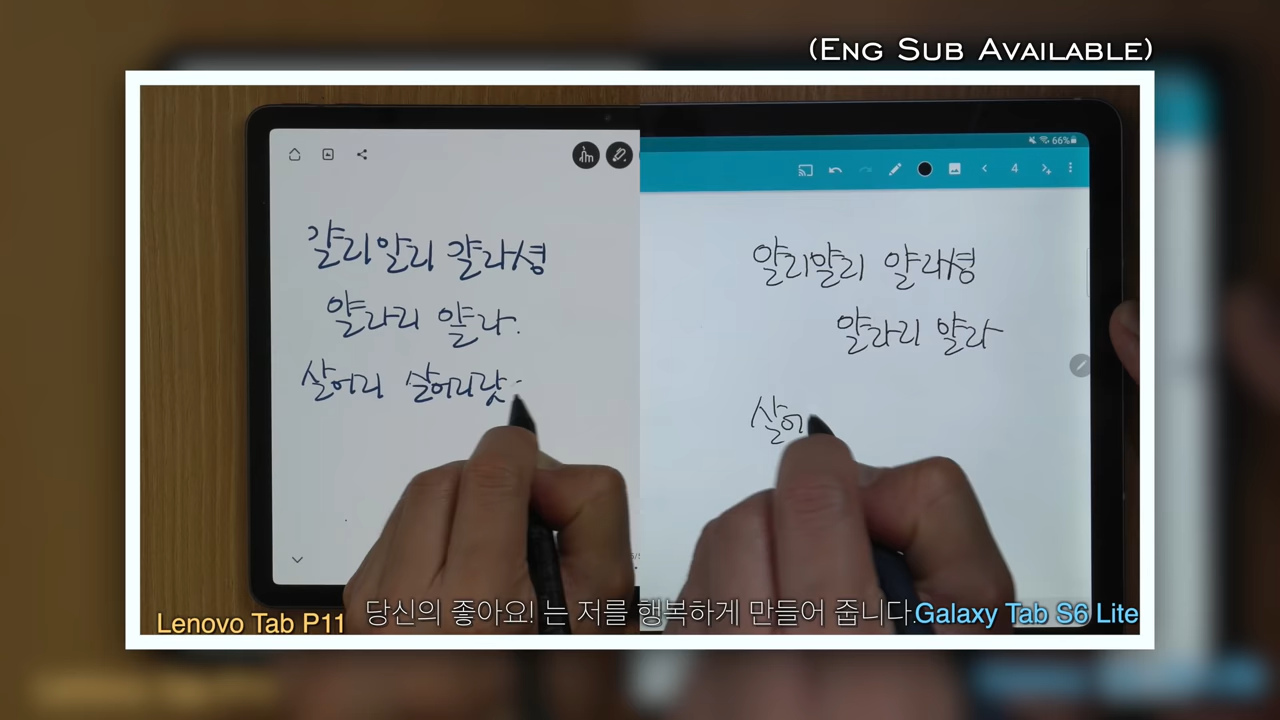 (Eng Sub Available)
66%
4
얄리얄리 얄라셩
얄라리 얄라.
살어리 살어리랏
얄리얄리 얄라셩
얄라리 얄라
살어
당신의 좋아요! 는 저를 행복하게 만들어 줍니다.
Lenovo Tab P11
Galaxy Tab S6 Lite